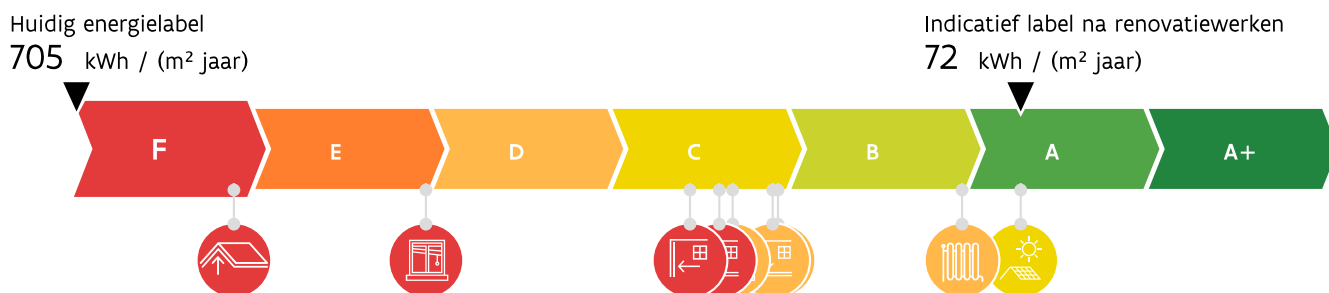 Huidig energielabel
705 kWh / (m² jaar)
Indicatief label na renovatiewerken
72 kWh / (m² jaar)
F E D C B A A+